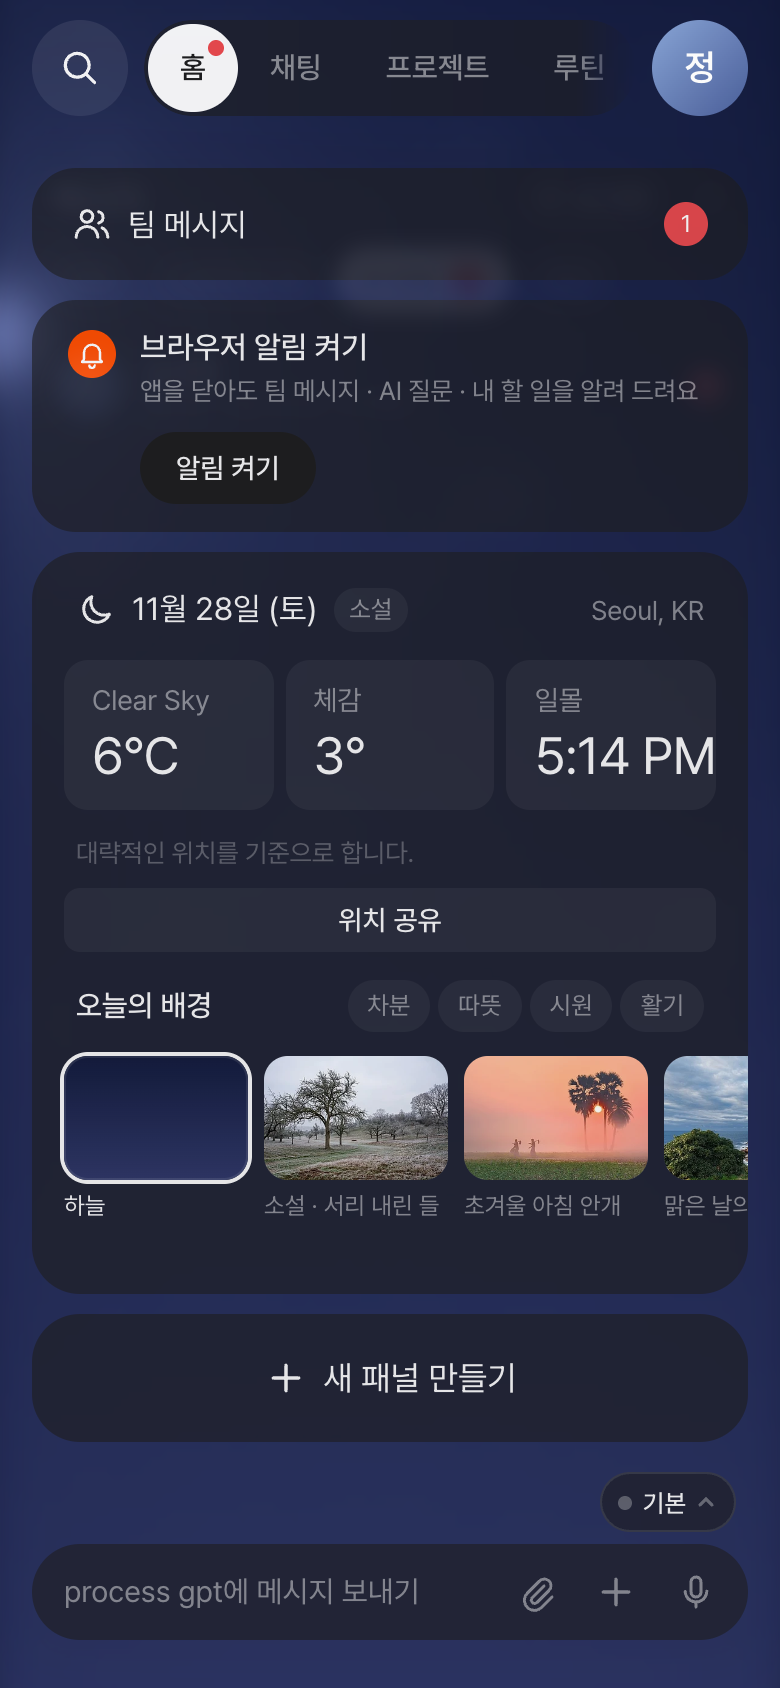 홈
채팅
프로젝트
루틴
정
팀 메시지
1
브라우저 알림 켜기
앱을 닫아도 팀 메시지 · AI 질문 · 내 할 일을 알려 드려요
알림 켜기
11월 28일 (토)
소설
Seoul, KR
Clear Sky
6°C
체감
3°
일몰
5:14 PM
대략적인 위치를 기준으로 합니다.
위치 공유
오늘의 배경
차분
따뜻
시원
활기
하늘
소설 · 서리 내린 들
초겨울 아침 안개
맑은 날의
새 패널 만들기
기본
process gpt에 메시지 보내기